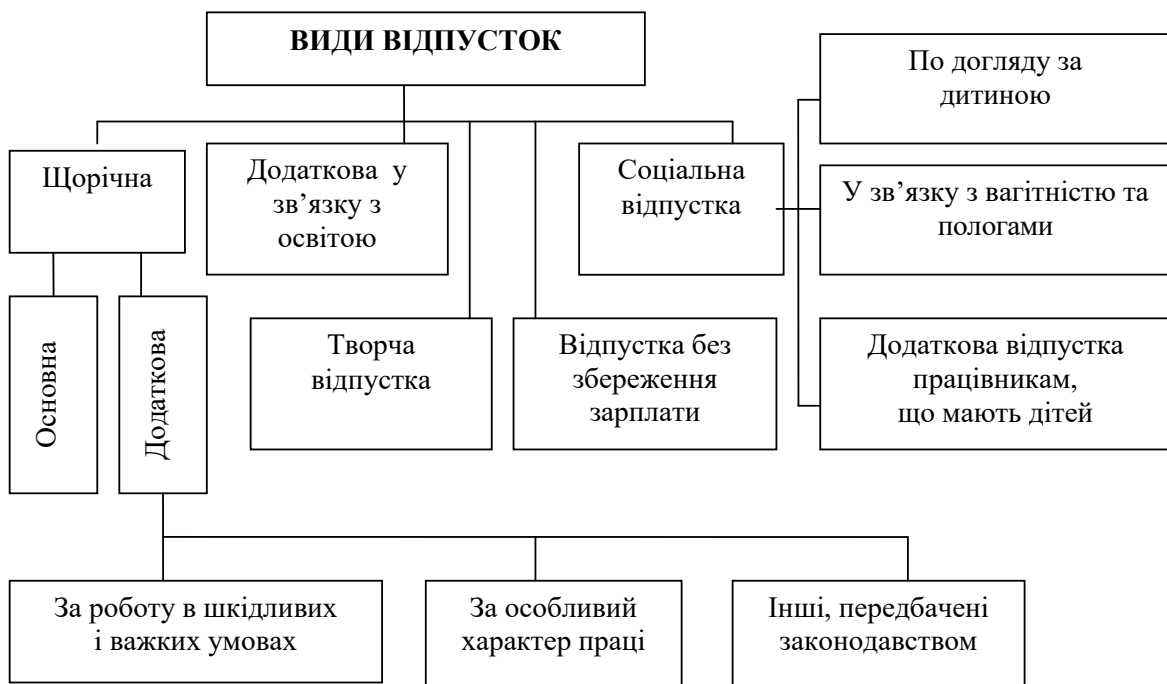 ВИДИ ВІДПУСТОК
Щорічна
Додаткова у
зв’язку з
освітою
Соціальна
відпустка
По догляду за
дитиною
У зв’язку з вагітністю та
пологами
Додаткова відпустка
працівникам,
що мають дітей
Основна
Додаткова
Творча
відпустка
Відпустка без
збереження
зарплати
За роботу в шкідливих
і важких умовах
За особливий
характер праці
Інші, передбачені
законодавством